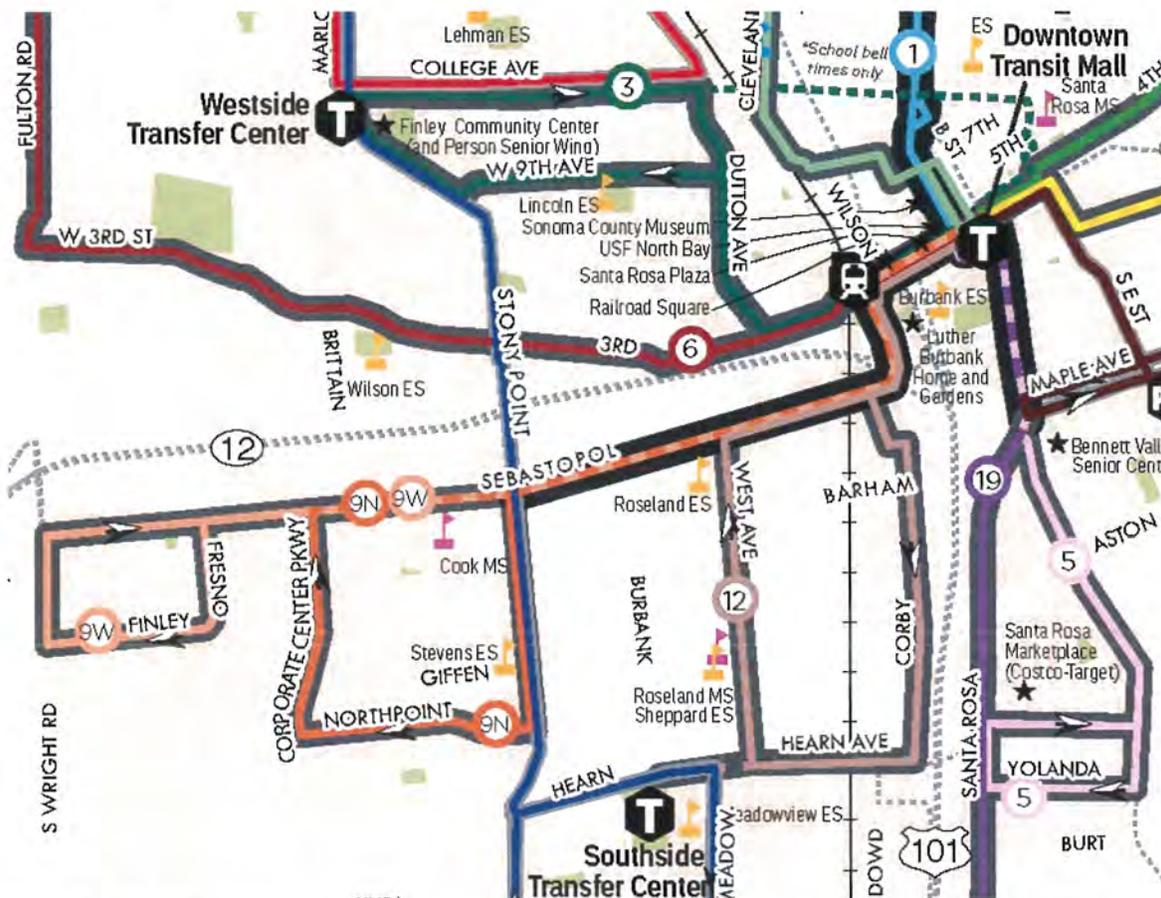 FULTON RD
MARLO
Lehman ES
COLLEGE AVE
3
CLEVELAN
*School bell
times only
1
ES
Downtown
Transit Mall
Santa
Rosa MS
4TH
B ST
7TH
5TH
Westside
Transfer Center
T
Finley Community Center
(and Person Senior Wing)
W 9TH AVE
Lincoln ES
DUTTON AVE
WILSON
Sonoma County Museum
USF North Bay
Santa Rosa Plaza
Railroad Square
T
W 3RD ST
STONY POINT
3RD
6
BRITTAIN
Wilson ES
Burbank ES
Luther
Burbank
Home and
Gardens
S E ST
MAPLE AVE
12
SEBASTOPOL
9N
9W
Bennett Vall
Senior Cent
19
Roseland ES
WEST AVE
BARHAM
Cook MS
ASTON
5
FRESNO
FINLEY
9W
CORPORATE CENTER PKWY
BURBANK
12
CORBY
Stevens ES
GIFFEN
Roseland MS
Sheppard ES
Santa Rosa
Marketplace
(Costco-Target)
NORTHPOINT
9N
HEARN AVE
SANTA ROSA
YOLANDA
5
S WRIGHT RD
HEARN
T
Southside
Transfer Center
MEADOW
eadowview ES
DOWD
101
BURT